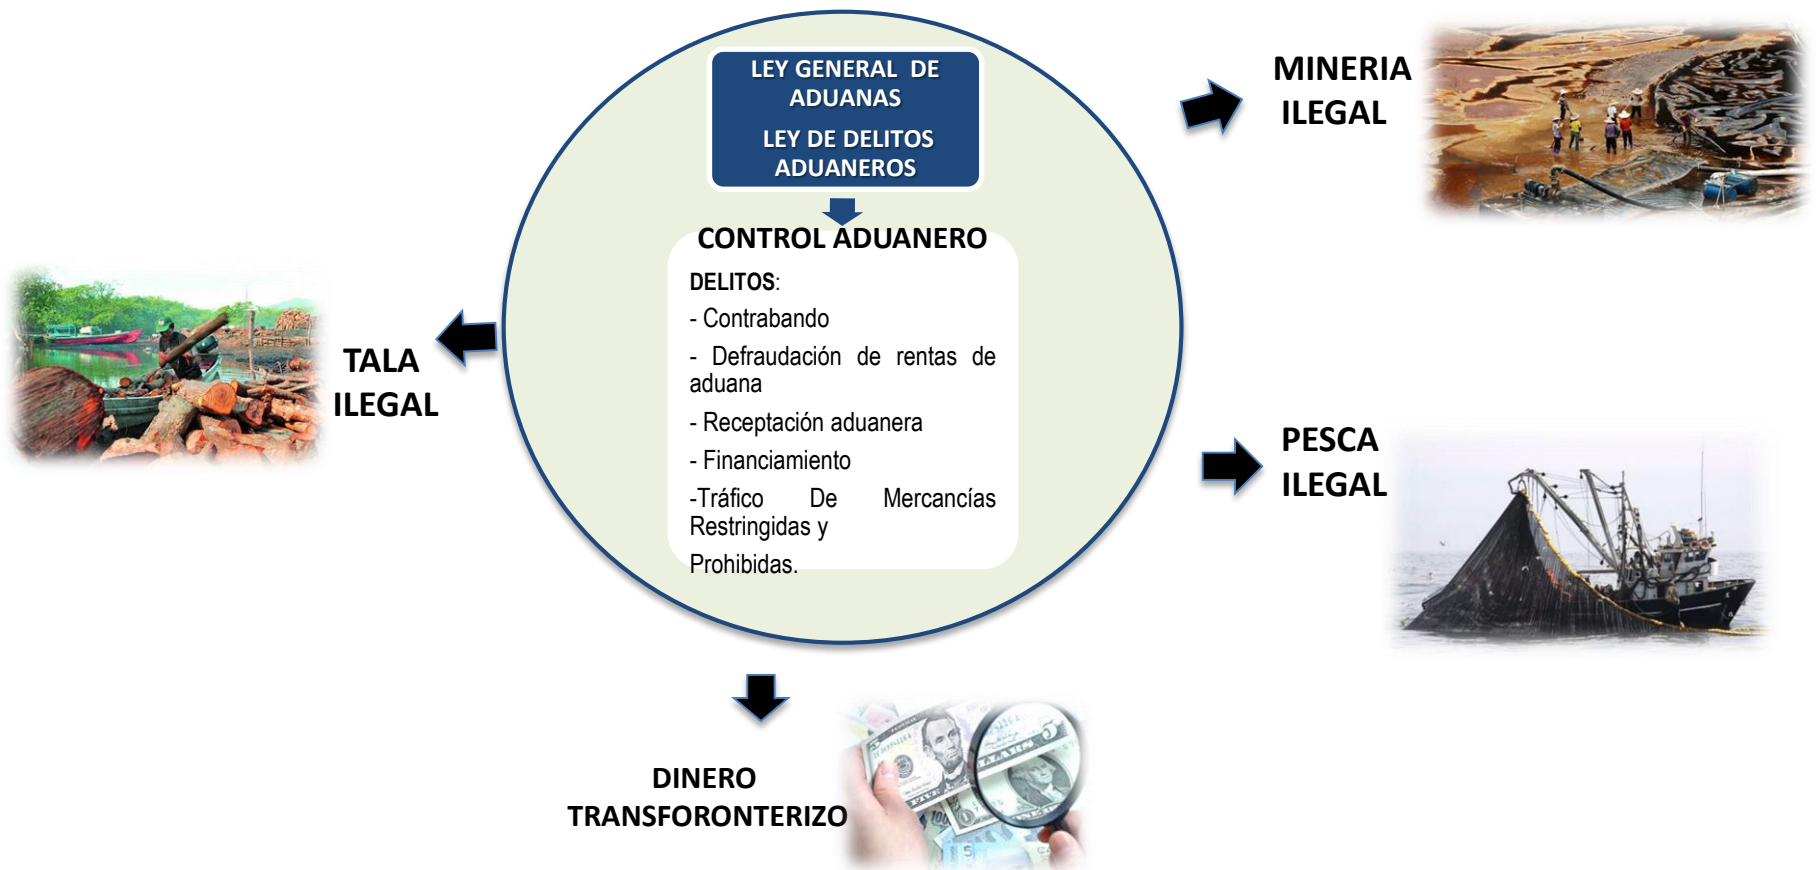 LEY GENERAL DE
ADUANAS
LEY DE DELITOS
ADUANEROS
CONTROL ADUANERO
DELITOS:
- Contrabando
- Defraudación de rentas de
aduana
- Receptación aduanera
- Financiamiento
-Tráfico De Mercancías
Restringidas y
Prohibidas.
MINERIA
ILEGAL
TALA
ILEGAL
PESCA
ILEGAL
DINERO
TRANSFORONTERIZO